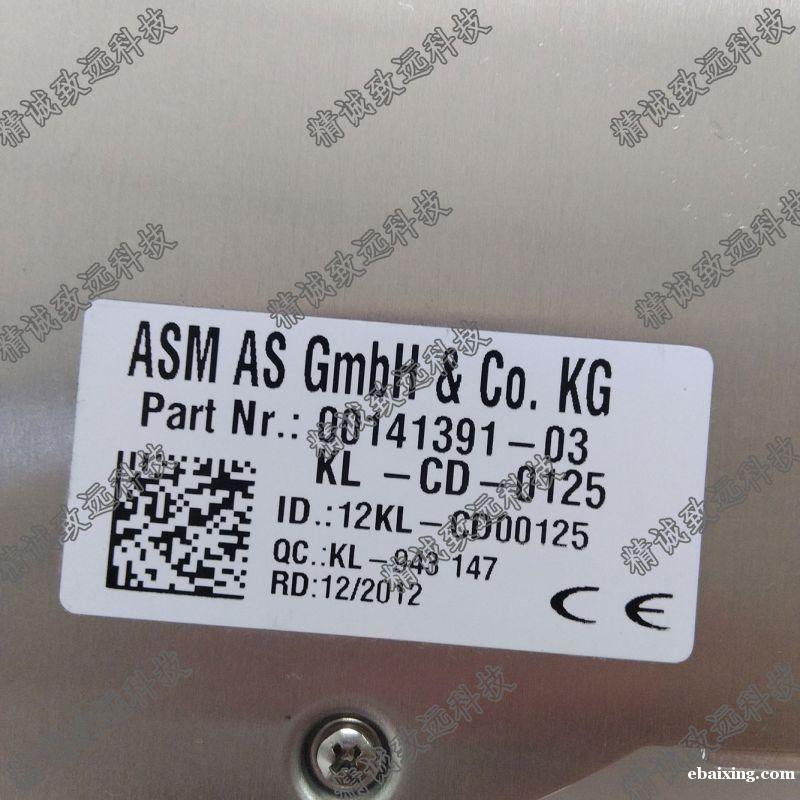 ASM AS GmbH & Co. KG
Part Nr.: 00141391-03
KL-CD-0125
ID.:12KL-CD00125
QC.:KL-943 147
RD:12/2012
CE
精诚致远科技
ebaixing.com